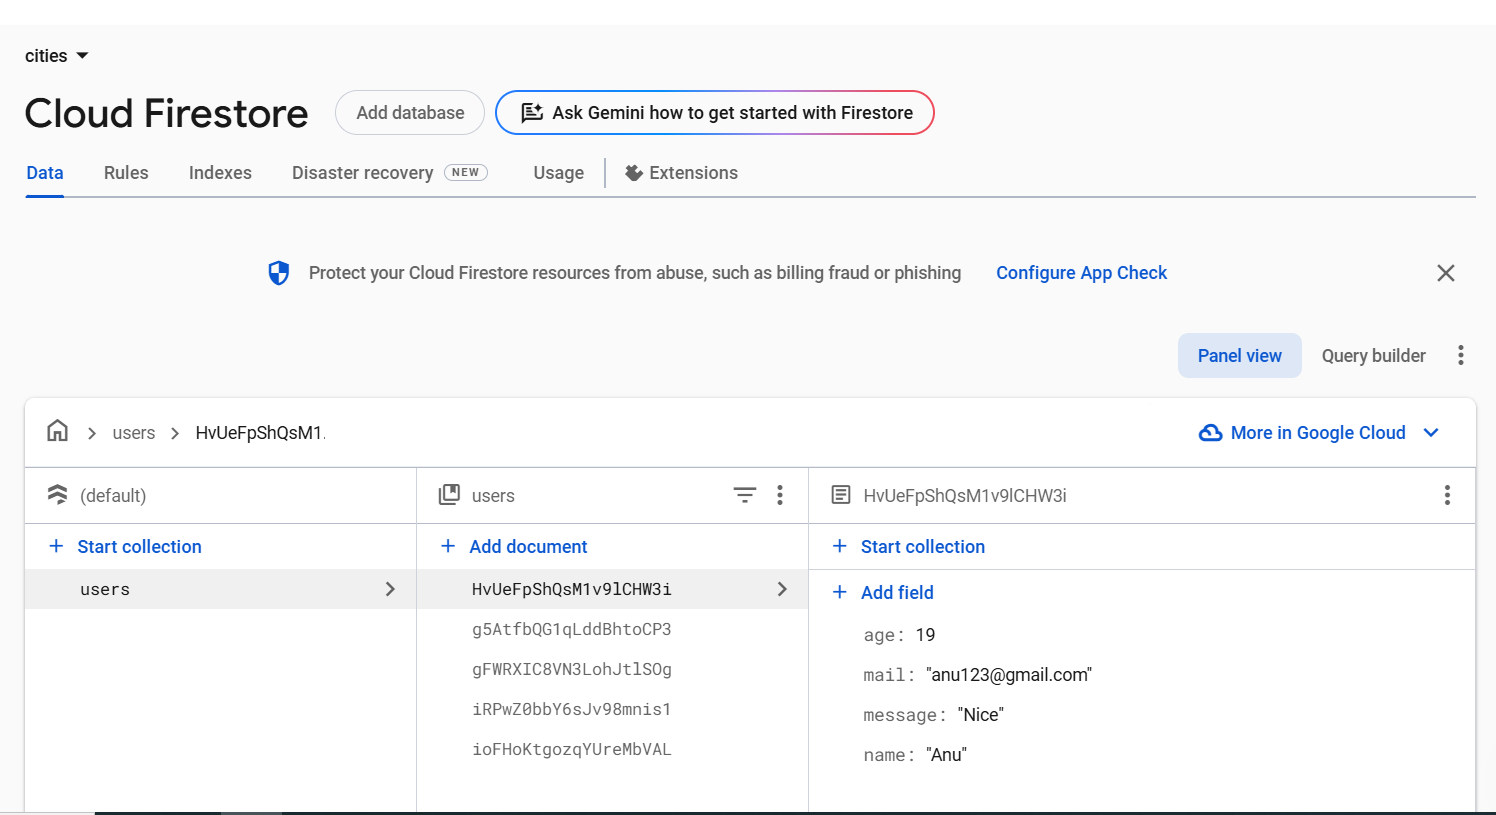 cities
Cloud Firestore
Add database
Ask Gemini how to get started with Firestore
Data Rules Indexes Disaster recovery NEW Usage Extensions
Protect your Cloud Firestore resources from abuse, such as billing fraud or phishing Configure App Check
Panel view Query builder
users HvUeFpShQsM1.
More in Google Cloud
(default) users HvUeFpShQsM1v9lCHW3i
+ Start collection + Add document + Start collection
users HvUeFpShQsM1v9lCHW3i + Add field
g5AtfbQG1qLddBhtoCP3 age: 19
gFWRXIC8VN3LohJtlSOg mail: "anu123@gmail.com"
iRPwZ0bbY6sJv98mnis1 message: "Nice"
ioFHoKtgozqYUreMbVAL name: "Anu"